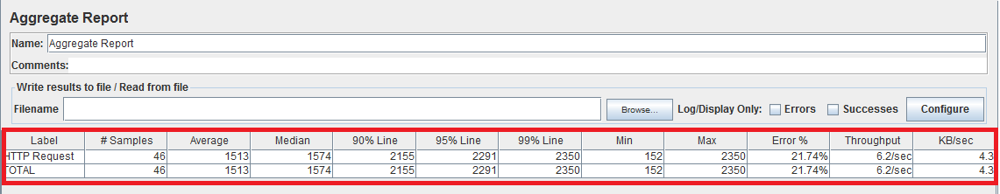 Aggregate Report
Name: Aggregate Report
Comments:
Write results to file / Read from file
Filename Browse... Log/Display Only: Errors Successes Configure
Label # Samples Average Median 90% Line 95% Line 99% Line Min Max Error % Throughput KB/sec
HTTP Request 46 1513 1574 2155 2291 2350 152 2350 21.74% 6.2/sec 4.3
TOTAL 46 1513 1574 2155 2291 2350 152 2350 21.74% 6.2/sec 4.3